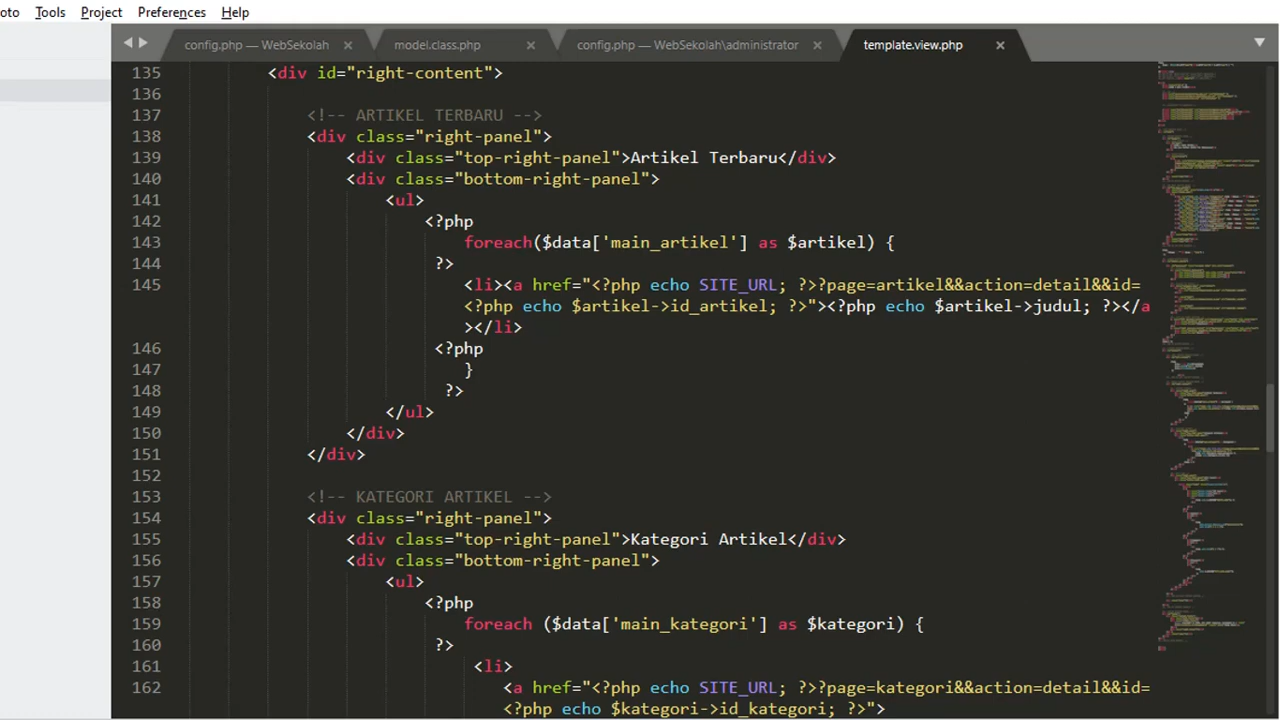 oto Tools Project Preferences Help
config.php — WebSekolah × model.class.php × config.php — WebSekolah\administrator × template.view.php ×
135 <div id="right-content">
136
137 <!-- ARTIKEL TERBARU -->
138 <div class="right-panel">
139 <div class="top-right-panel">Artikel Terbaru</div>
140 <div class="bottom-right-panel">
141 <ul>
142 <?php
143 foreach($data['main_artikel'] as $artikel) {
144 ?>
145 <li><a href="<?php echo SITE_URL; ?>?page=artikel&&action=detail&&id=
<?php echo $artikel->id_artikel; ?>"><?php echo $artikel->judul; ?></a
></li>
146 <?php
147 }
148 ?>
149 </ul>
150 </div>
151 </div>
152
153 <!-- KATEGORI ARTIKEL -->
154 <div class="right-panel">
155 <div class="top-right-panel">Kategori Artikel</div>
156 <div class="bottom-right-panel">
157 <ul>
158 <?php
159 foreach ($data['main_kategori'] as $kategori) {
160 ?>
161 <li>
162 <a href="<?php echo SITE_URL; ?>?page=kategori&&action=detail&&id=
<?php echo $kategori->id_kategori; ?>">